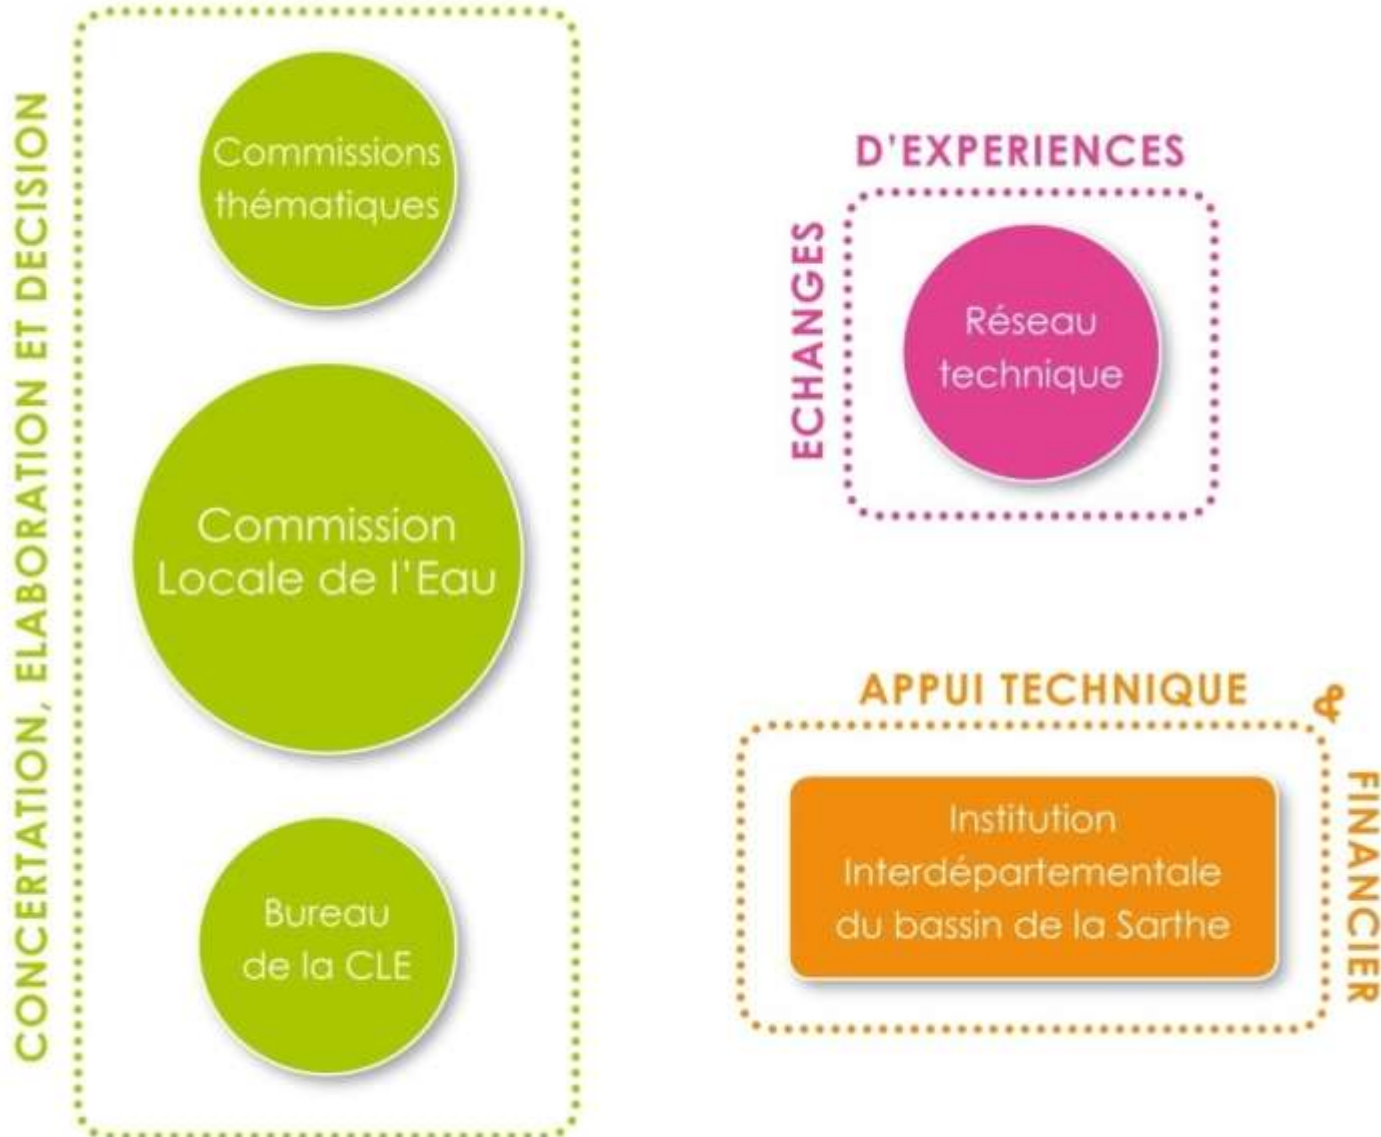 CONCERTATION, ELABORATION ET DECISION
Commissions
thématiques
Commission
Locale de l'Eau
Bureau
de la CLE
ECHANGES
D'EXPERIENCES
Réseau
technique
APPUI TECHNIQUE
&
FINANCIER
Institution
Interdépartementale
du bassin de la Sarthe